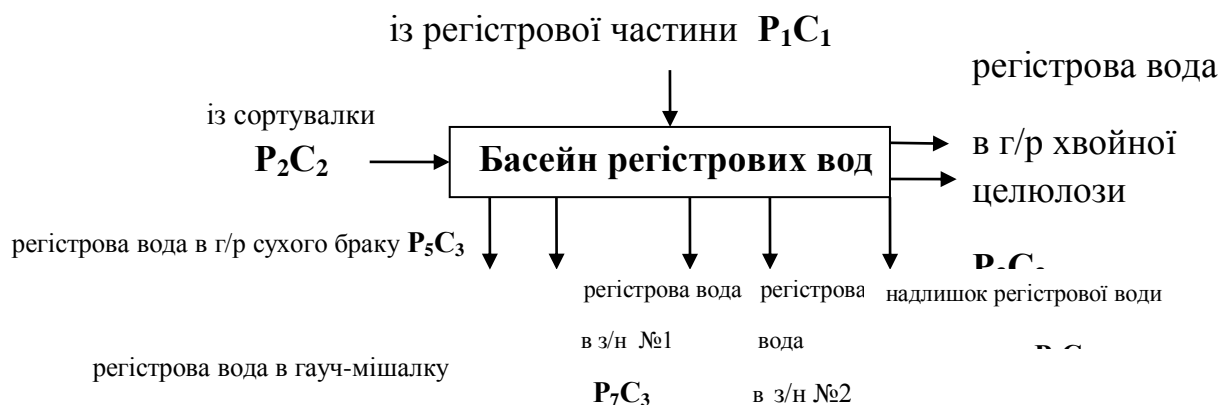 із регістрової частини P₁C₁
регістрова вода
із сортувалки
P₂C₂
Басейн регістрових вод
в г/р хвойної
целюлози
регістрова вода в г/р сухого браку P₅C₃
регістрова вода
в з/н №1
P₇C₃
регістрова
вода
в з/н №2
надлишок регістрової води
регістрова вода в гауч-мішалку